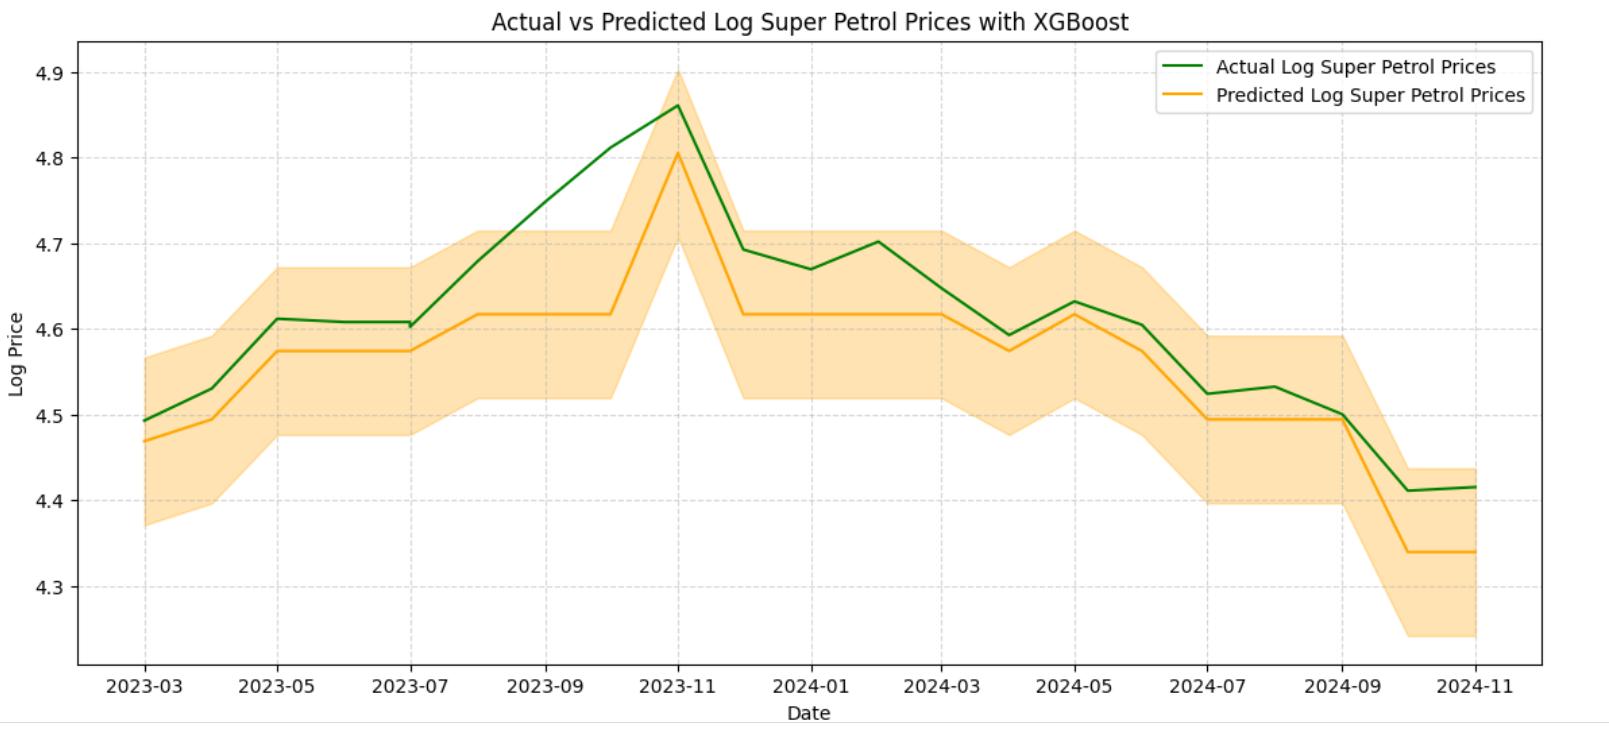 Actual vs Predicted Log Super Petrol Prices with XGBoost
Actual Log Super Petrol Prices
Predicted Log Super Petrol Prices
Log Price
4.9
4.8
4.7
4.6
4.5
4.4
4.3
2023-03 2023-05 2023-07 2023-09 2023-11 2024-01 2024-03 2024-05 2024-07 2024-09 2024-11
Date